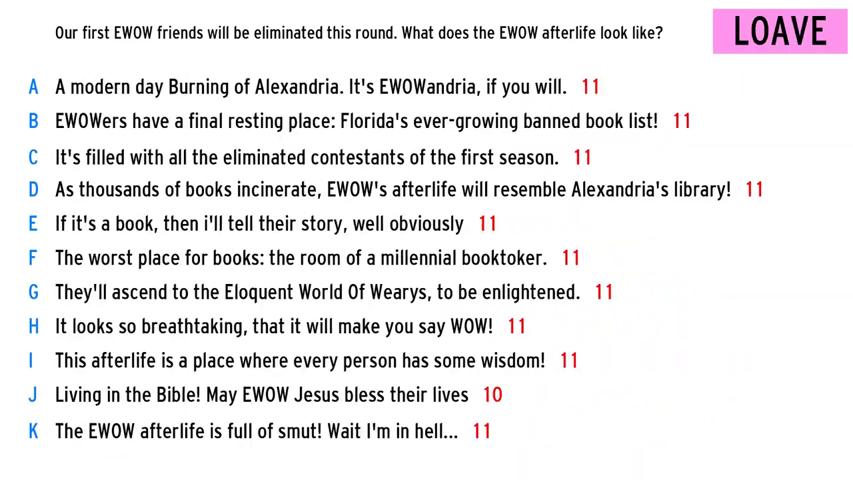 Our first EWOW friends will be eliminated this round. What does the EWOW afterlife look like?
LOAVE
A A modern day Burning of Alexandria. It's EWOWandria, if you will. 11
B EWOWers have a final resting place: Florida's ever-growing banned book list! 11
C It's filled with all the eliminated contestants of the first season. 11
D As thousands of books incinerate, EWOW's afterlife will resemble Alexandria's library! 11
E If it's a book, then i'll tell their story, well obviously 11
F The worst place for books: the room of a millennial booktoker. 11
G They'll ascend to the Eloquent World Of Wearys, to be enlightened. 11
H It looks so breathtaking, that it will make you say WOW! 11
I This afterlife is a place where every person has some wisdom! 11
J Living in the Bible! May EWOW Jesus bless their lives 10
K The EWOW afterlife is full of smut! Wait I'm in hell... 11